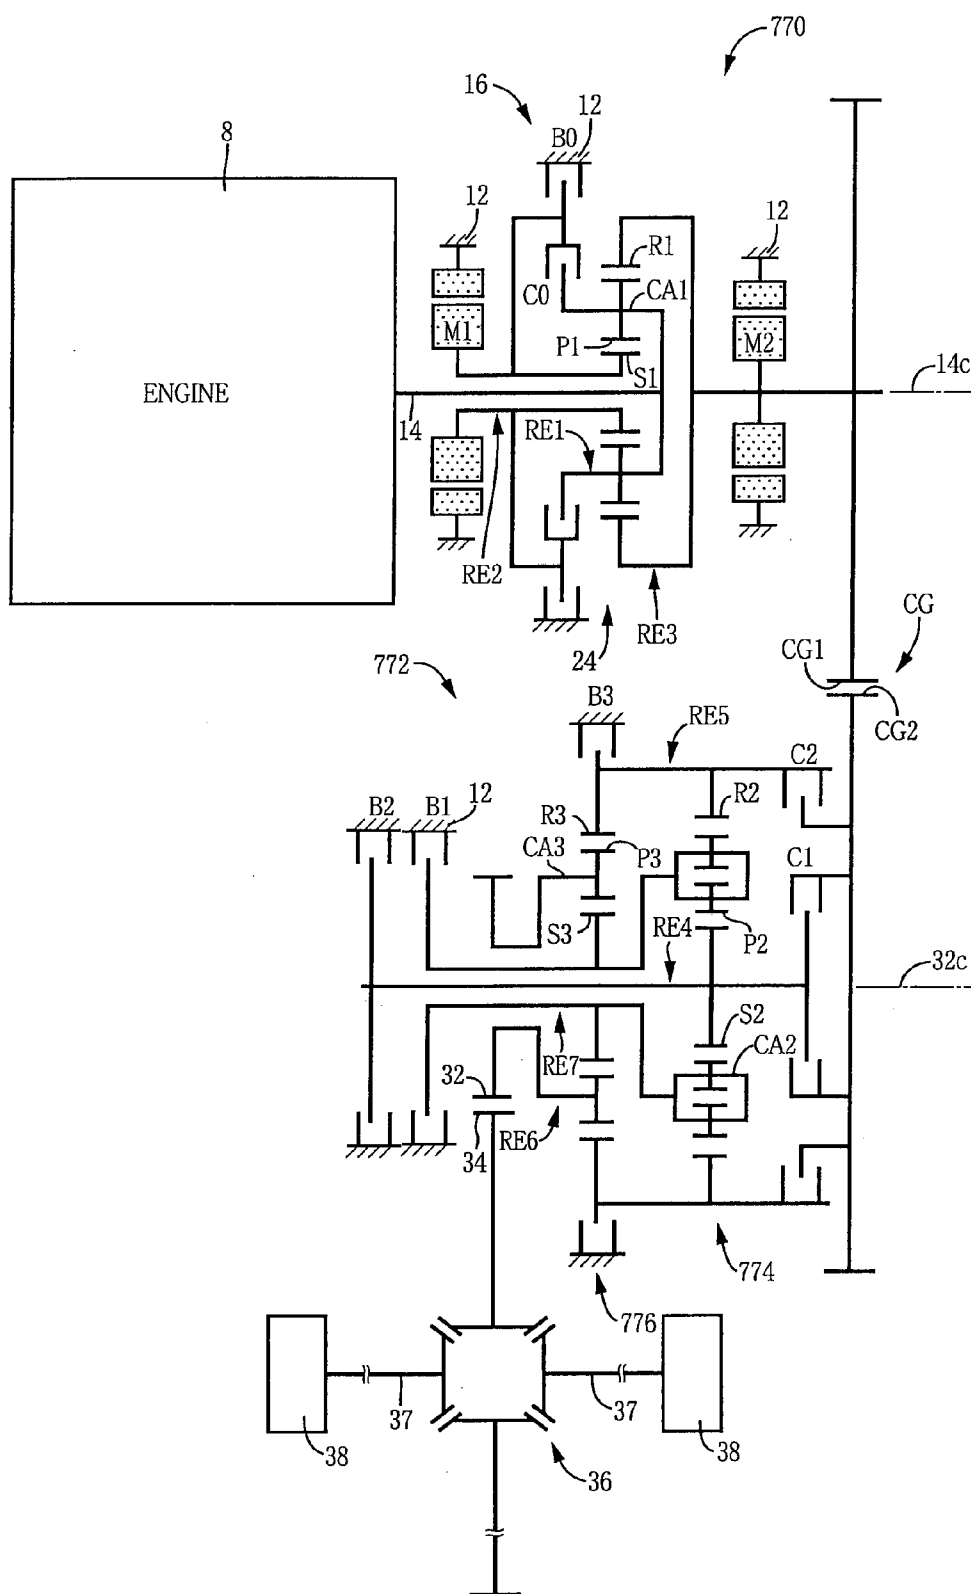 770
16
12
B0
8
12
12
R1
C0
CA1
M1
M2
P1
S1
ENGINE
14c
14
RE1
RE2
RE3
24
CG
CG1
CG2
772
B3
RE5
C2
B2
B1
12
R3
R2
CA3
P3
C1
S3
RE4
P2
32c
S2
CA2
RE7
32
34
RE6
774
776
37
37
38
38
36